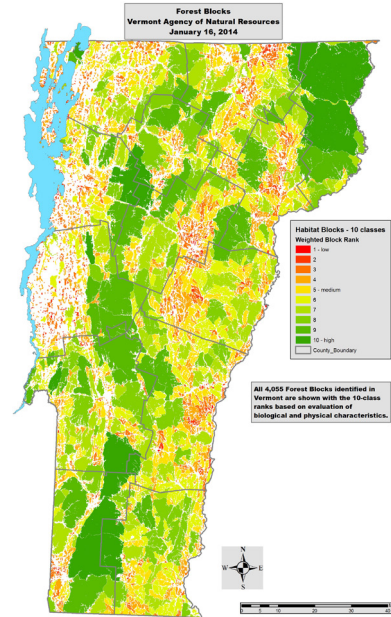 Forest Blocks
Vermont Agency of Natural Resources
January 16, 2014
Habitat Blocks - 10 classes
Weighted Block Rank
1 - low
2
3
4
5 - medium
6
7
8
9
10 - high
County_Boundary
All 4,055 Forest Blocks identified in
Vermont are shown with the 10-class
ranks based on evaluation of
biological and physical characteristics.
N
W E
S
0 5 10 20 30 40